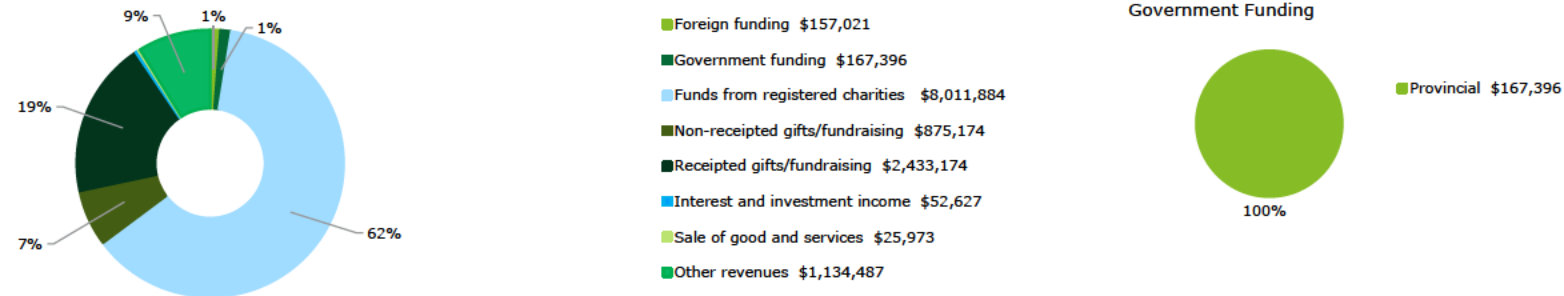 9%
1%
1%
19%
7%
62%
Foreign funding $157,021
Government funding $167,396
Funds from registered charities $8,011,884
Non-receipted gifts/fundraising $875,174
Receipted gifts/fundraising $2,433,174
Interest and investment income $52,627
Sale of good and services $25,973
Other revenues $1,134,487
Government Funding
Provincial $167,396
100%